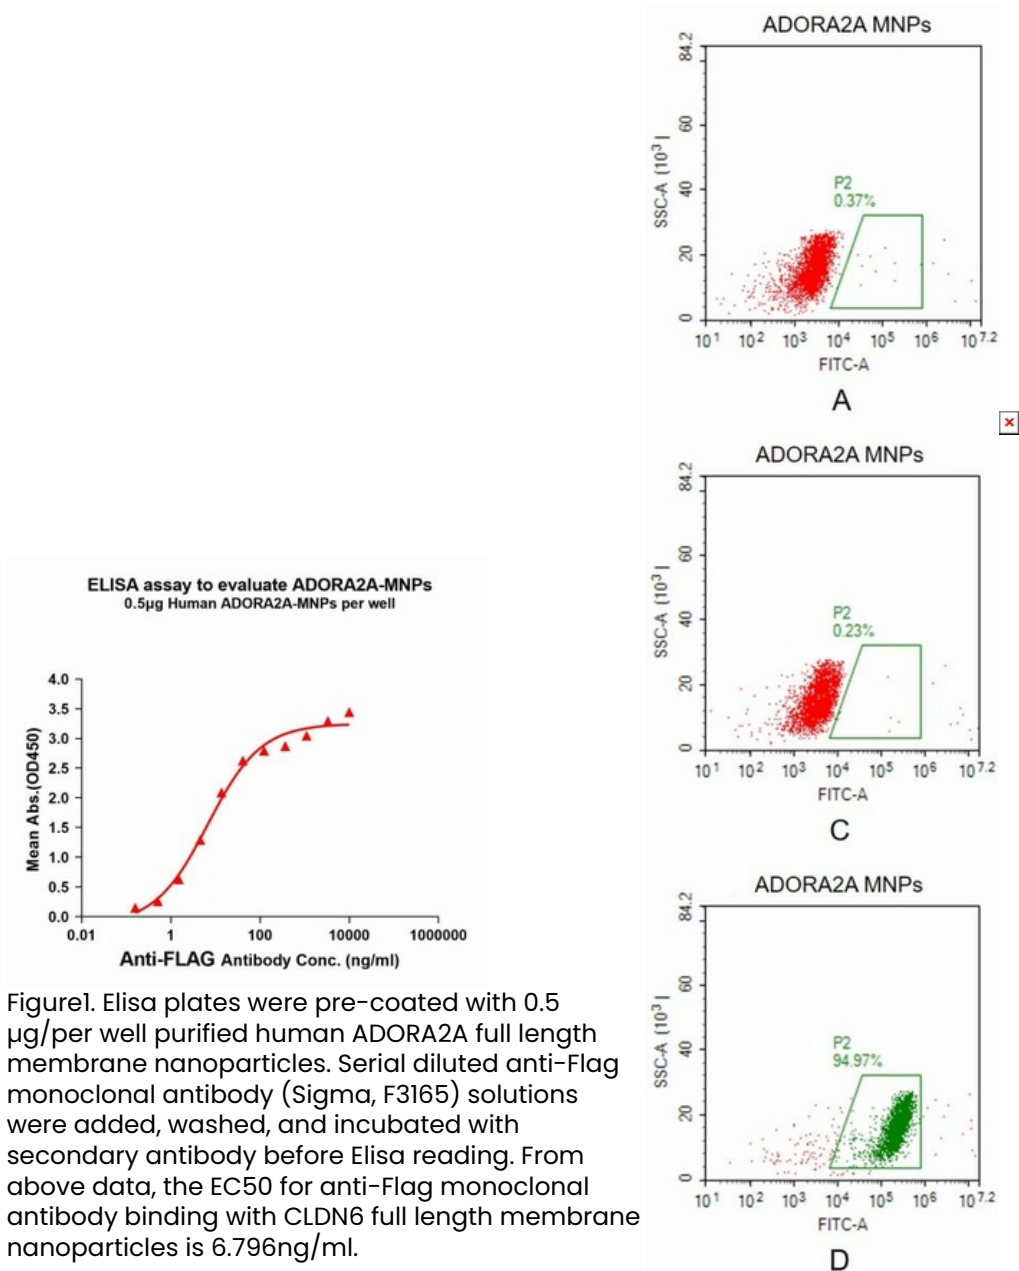 ADORA2A MNPs
84.2
60
40
20
0
SSC-A (10³ )
P2
0.37%
10¹ 10² 10³ 10⁴ 10⁵ 10⁶ 10⁷·²
FITC-A
A
ADORA2A MNPs
84.2
60
40
20
0
SSC-A (10³ )
P2
0.23%
10¹ 10² 10³ 10⁴ 10⁵ 10⁶ 10⁷·²
FITC-A
C
ADORA2A MNPs
84.2
60
40
20
0
SSC-A (10³ )
P2
94.97%
10¹ 10² 10³ 10⁴ 10⁵ 10⁶ 10⁷·²
FITC-A
D
ELISA assay to evaluate ADORA2A-MNPs
0.5µg Human ADORA2A-MNPs per well
4.0
3.5
3.0
2.5
2.0
1.5
1.0
0.5
0.0
Mean Abs.(OD450)
0.01 1 100 10000 1000000
Anti-FLAG Antibody Conc. (ng/ml)
Figure1. Elisa plates were pre-coated with 0.5
µg/per well purified human ADORA2A full length
membrane nanoparticles. Serial diluted anti-Flag
monoclonal antibody (Sigma, F3165) solutions
were added, washed, and incubated with
secondary antibody before Elisa reading. From
above data, the EC50 for anti-Flag monoclonal
antibody binding with CLDN6 full length membrane
nanoparticles is 6.796ng/ml.